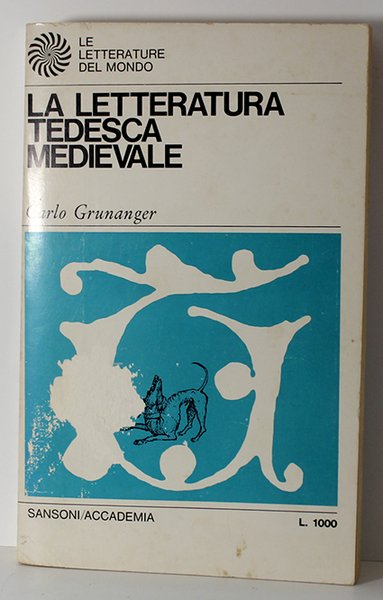 LE
LETTERATURE
DEL MONDO
LA LETTERATURA
TEDESCA
MEDIEVALE
Carlo Grunanger
SANSONI/ACCADEMIA
L. 1000